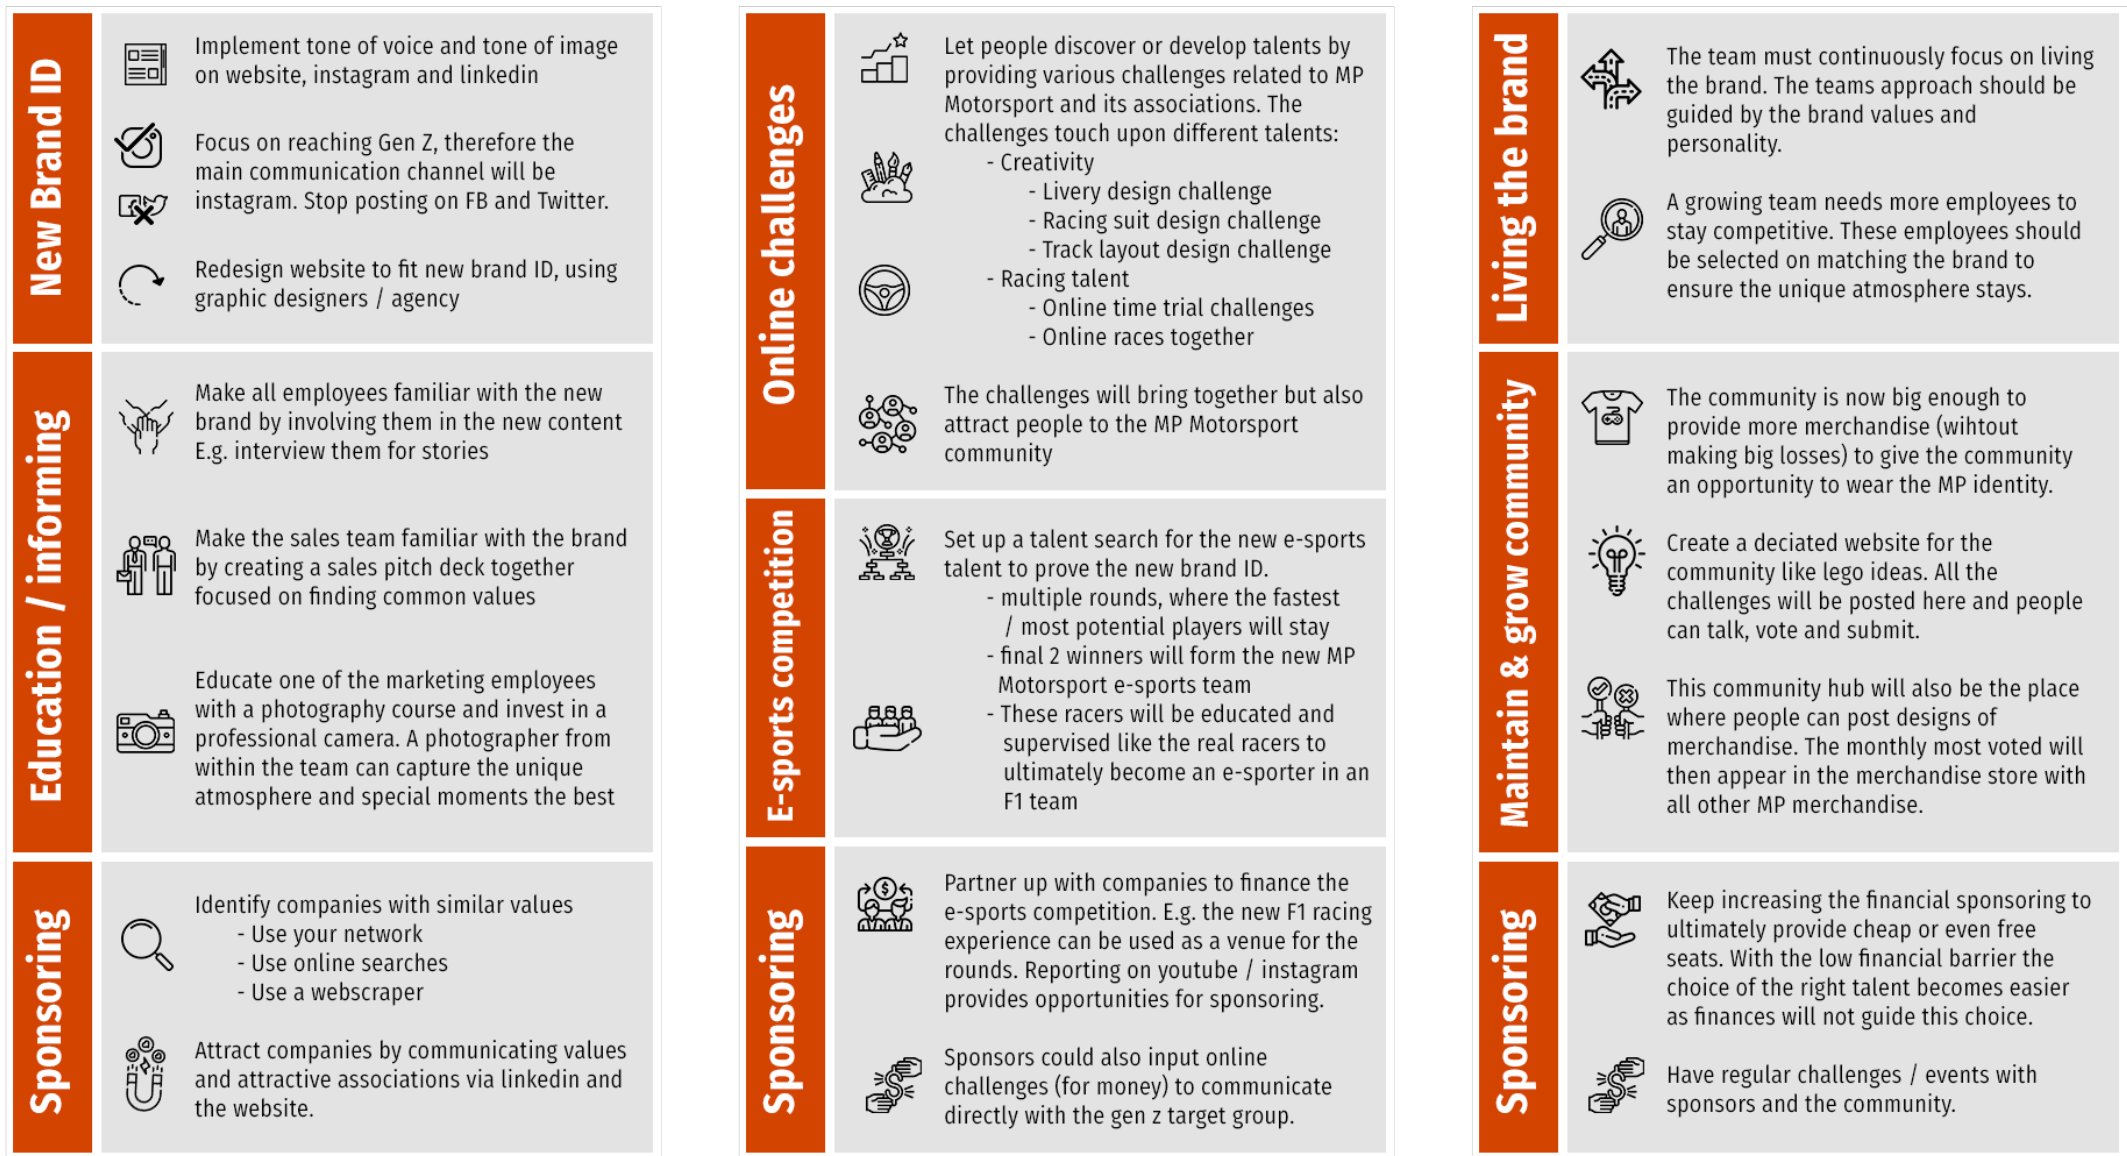 New Brand ID
Implement tone of voice and tone of image
on website, instagram and linkedin
Focus on reaching Gen Z, therefore the
main communication channel will be
instagram. Stop posting on FB and Twitter.
Redesign website to fit new brand ID, using
graphic designers / agency
Education / informing
Make all employees familiar with the new
brand by involving them in the new content
E.g. interview them for stories
Make the sales team familiar with the brand
by creating a sales pitch deck together
focused on finding common values
Educate one of the marketing employees
with a photography course and invest in a
professional camera. A photographer from
within the team can capture the unique
atmosphere and special moments the best
Sponsoring
Identify companies with similar values
- Use your network
- Use online searches
- Use a webscraper
Attract companies by communicating values
and attractive associations via linkedin and
the website.
Online challenges
Let people discover or develop talents by
providing various challenges related to MP
Motorsport and its associations. The
challenges touch upon different talents:
- Creativity
- Livery design challenge
- Racing suit design challenge
- Track layout design challenge
- Racing talent
- Online time trial challenges
- Online races together
The challenges will bring together but also
attract people to the MP Motorsport
community
E-sports competition
Set up a talent search for the new e-sports
talent to prove the new brand ID.
- multiple rounds, where the fastest
/ most potential players will stay
- final 2 winners will form the new MP
Motorsport e-sports team
- These racers will be educated and
supervised like the real racers to
ultimately become an e-sporter in an
F1 team
Sponsoring
Partner up with companies to finance the
e-sports competition. E.g. the new F1 racing
experience can be used as a venue for the
rounds. Reporting on youtube / instagram
provides opportunities for sponsoring.
Sponsors could also input online
challenges (for money) to communicate
directly with the gen z target group.
Living the brand
The team must continuously focus on living
the brand. The teams approach should be
guided by the brand values and
personality.
A growing team needs more employees to
stay competitive. These employees should
be selected on matching the brand to
ensure the unique atmosphere stays.
Maintain & grow community
The community is now big enough to
provide more merchandise (wihtout
making big losses) to give the community
an opportunity to wear the MP identity.
Create a deciated website for the
community like lego ideas. All the
challenges will be posted here and people
can talk, vote and submit.
This community hub will also be the place
where people can post designs of
merchandise. The monthly most voted will
then appear in the merchandise store with
all other MP merchandise.
Sponsoring
Keep increasing the financial sponsoring to
ultimately provide cheap or even free
seats. With the low financial barrier the
choice of the right talent becomes easier
as finances will not guide this choice.
Have regular challenges / events with
sponsors and the community.